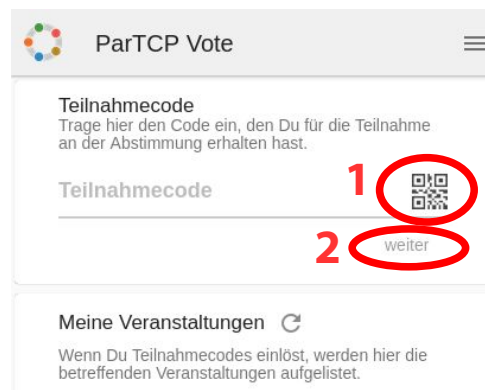 ParTCP Vote
Teilnahmecode
Trage hier den Code ein, den Du für die Teilnahme
an der Abstimmung erhalten hast.
Teilnahmecode 1
2 weiter
Meine Veranstaltungen
Wenn Du Teilnahmecodes einlöst, werden hier die
betreffenden Veranstaltungen aufgelistet.